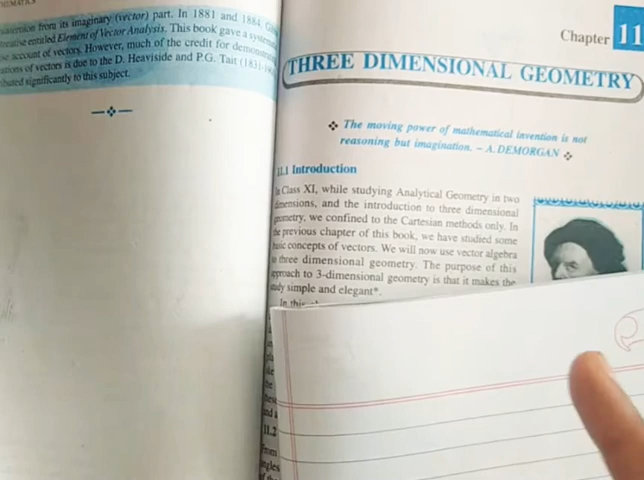 from its imaginary (vector) part. In 1881 and 1884
entitled Element of Vector Analysis. This book gave a
account of vectors. However, much of the credit for
of vectors is due to the D. Heaviside and P.G. Tait (1831-
significantly to this subject.
Chapter 11
THREE DIMENSIONAL GEOMETRY
❖ The moving power of mathematical invention is not
reasoning but imagination. – A. DEMORGAN ❖
11.1 Introduction
Class XI, while studying Analytical Geometry in two
dimensions, and the introduction to three dimensional
geometry, we confined to the Cartesian methods only. In
the previous chapter of this book, we have studied some
basic concepts of vectors. We will now use vector algebra
three dimensional geometry. The purpose of this
approach to 3-dimensional geometry is that it makes the
study simple and elegant*.
In this
the
and
11.2
From
angles